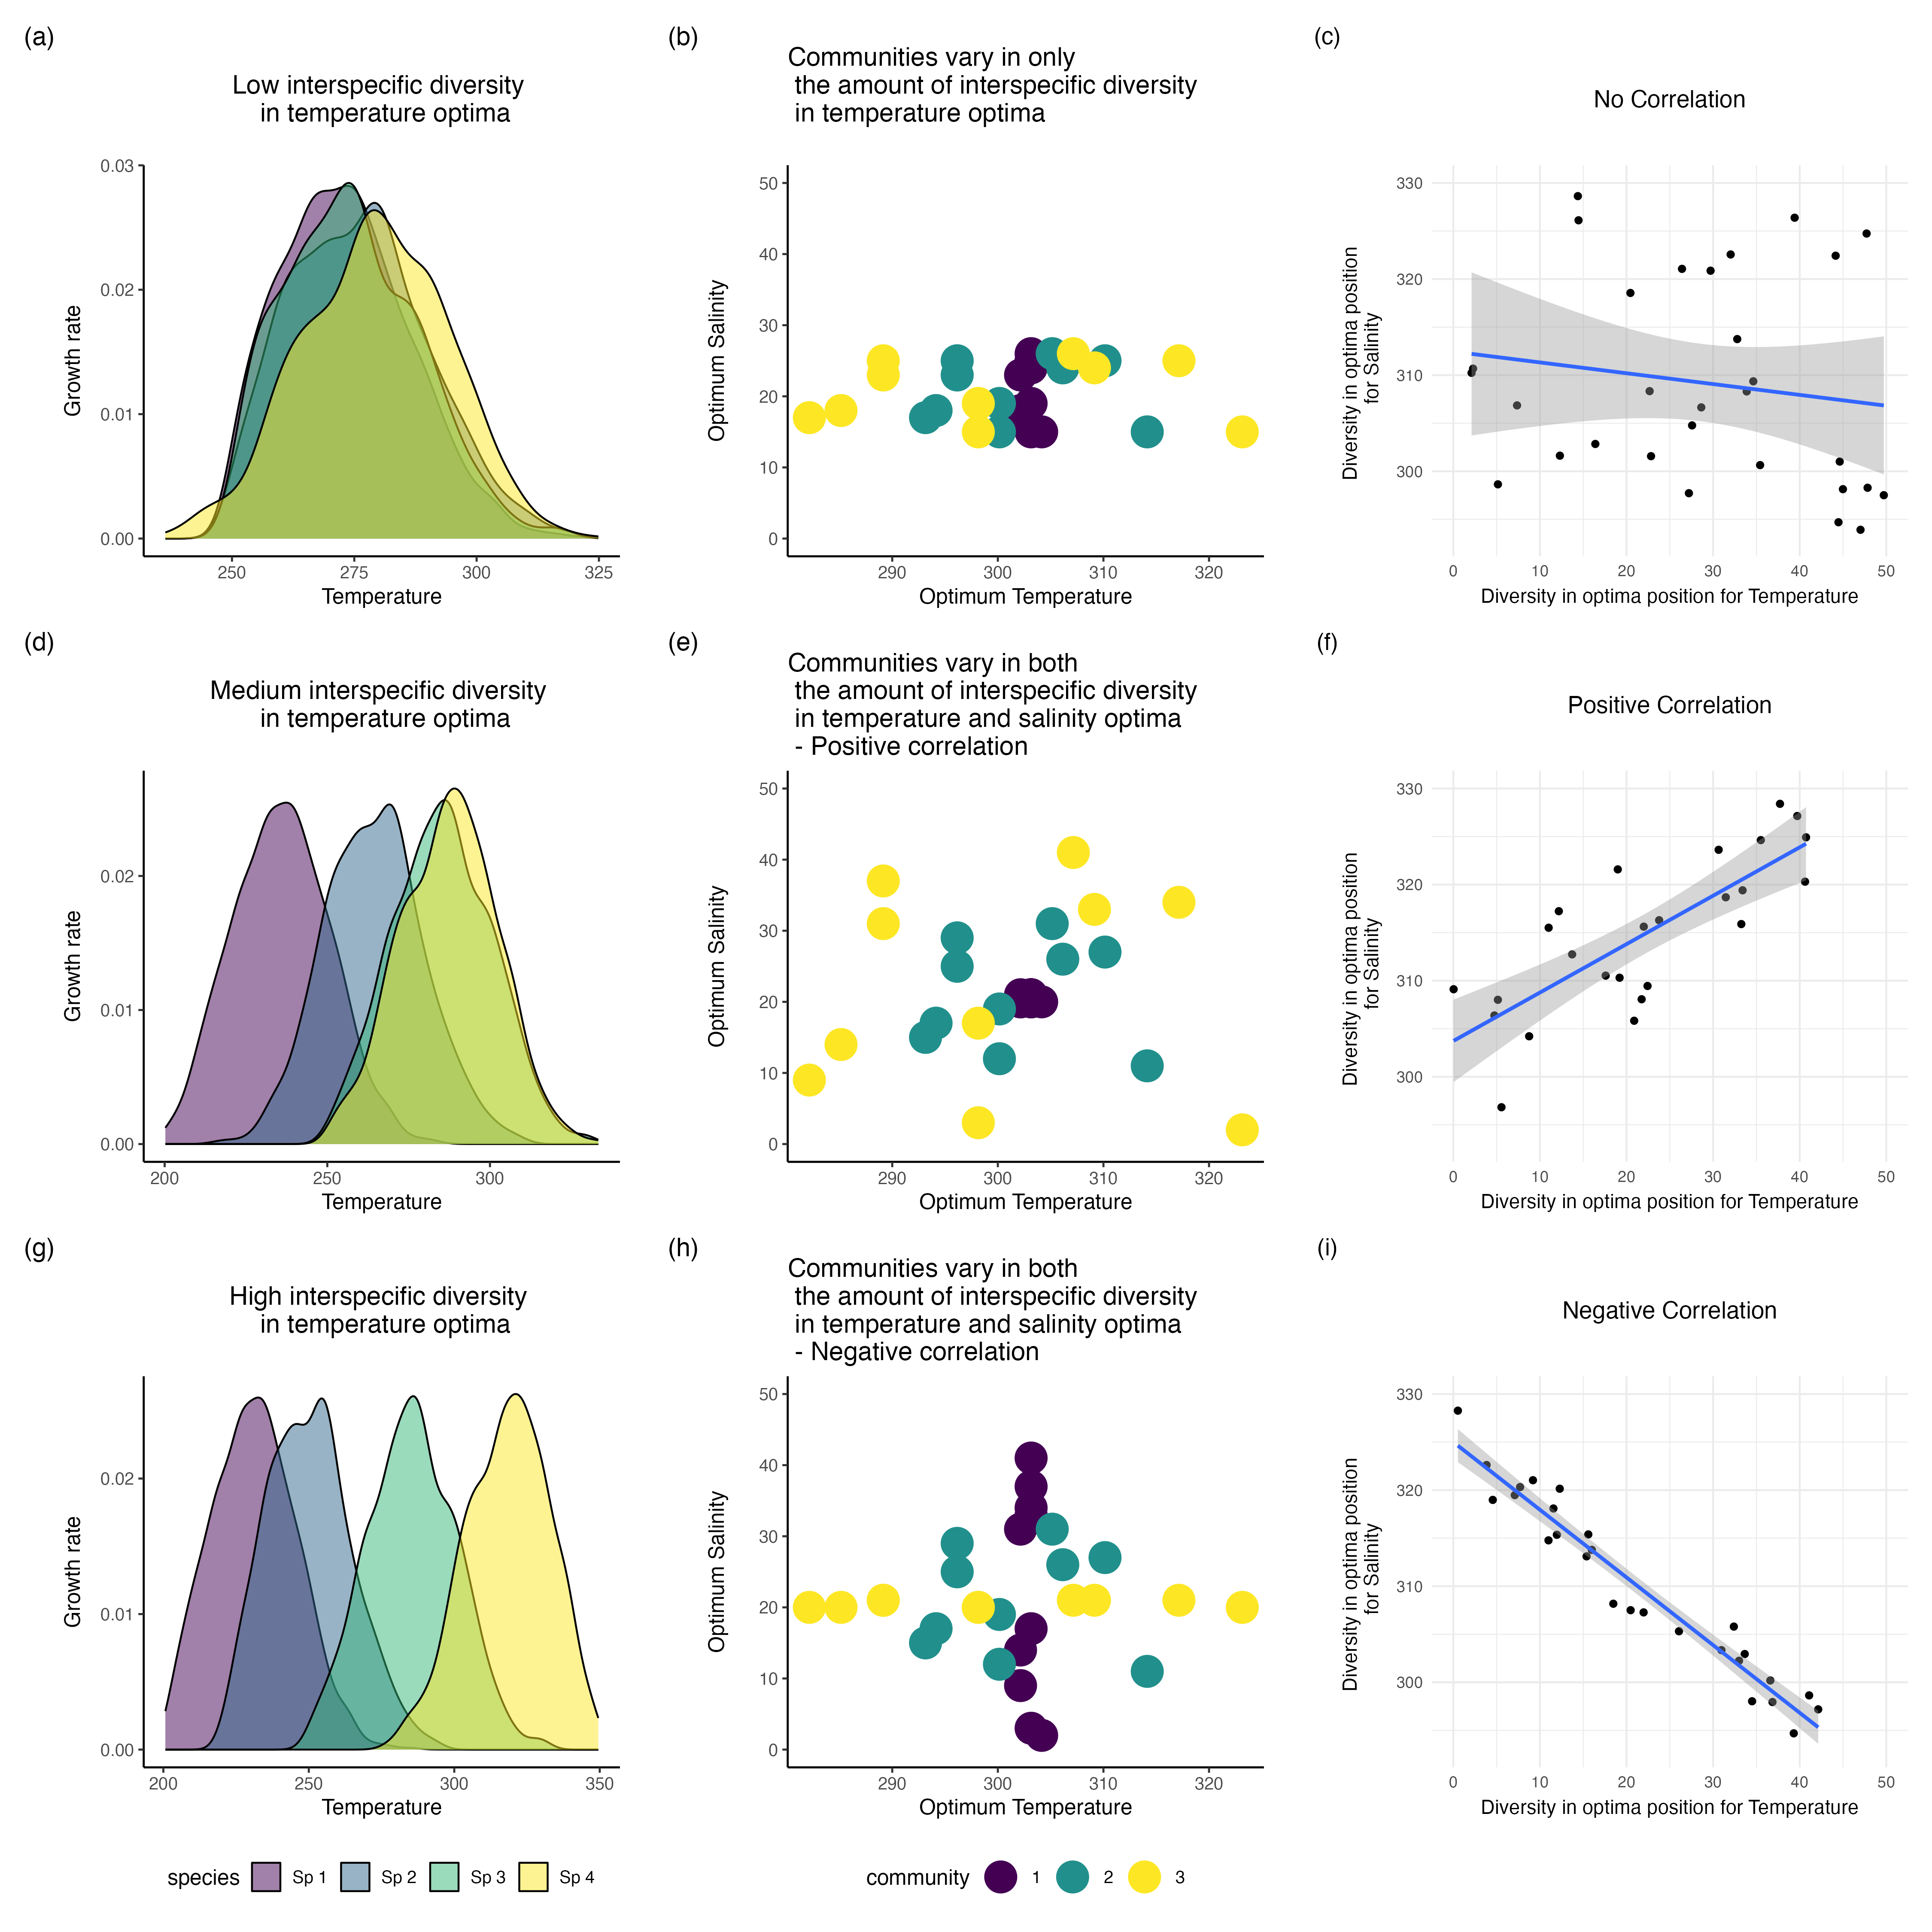 (a)
Low interspecific diversity
in temperature optima
0.03
0.02
0.01
0.00
Growth rate
250
275
300
325
Temperature
(b)
Communities vary in only
the amount of interspecific diversity
in temperature optima
50
40
30
20
10
0
Optimum Salinity
290
300
310
320
Optimum Temperature
(c)
No Correlation
330
320
310
300
Diversity in optima position
for Salinity
0
10
20
30
40
50
Diversity in optima position for Temperature
(d)
Medium interspecific diversity
in temperature optima
0.02
0.01
0.00
Growth rate
200
250
300
Temperature
(e)
Communities vary in both
the amount of interspecific diversity
in temperature and salinity optima
- Positive correlation
50
40
30
20
10
0
Optimum Salinity
290
300
310
320
Optimum Temperature
(f)
Positive Correlation
330
320
310
300
Diversity in optima position
for Salinity
0
10
20
30
40
50
Diversity in optima position for Temperature
(g)
High interspecific diversity
in temperature optima
0.02
0.01
0.00
Growth rate
200
250
300
350
Temperature
(h)
Communities vary in both
the amount of interspecific diversity
in temperature and salinity optima
- Negative correlation
50
40
30
20
10
0
Optimum Salinity
290
300
310
320
Optimum Temperature
(i)
Negative Correlation
330
320
310
300
Diversity in optima position
for Salinity
0
10
20
30
40
50
Diversity in optima position for Temperature
species Sp 1 Sp 2 Sp 3 Sp 4
community 1 2 3